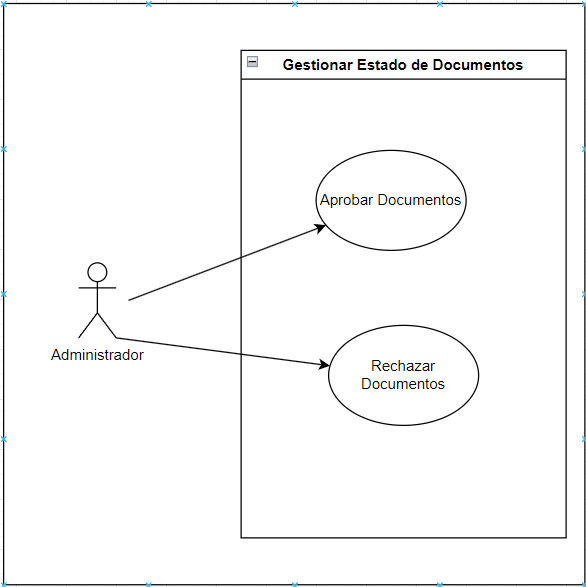 Gestionar Estado de Documentos
Aprobar Documentos
Rechazar
Documentos
Administrador